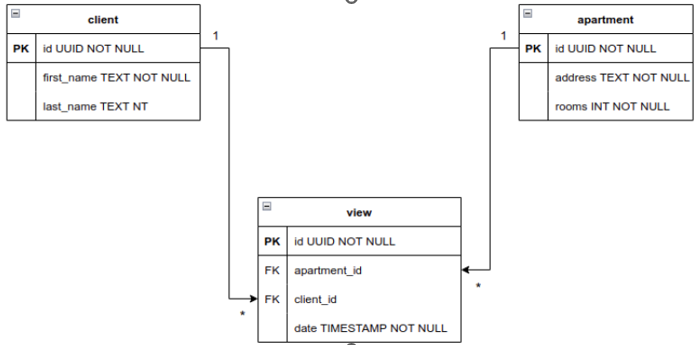 client
PK id UUID NOT NULL
first_name TEXT NOT NULL
last_name TEXT NT
1
apartment
PK id UUID NOT NULL
address TEXT NOT NULL
rooms INT NOT NULL
1
view
PK id UUID NOT NULL
FK apartment_id
FK client_id
date TIMESTAMP NOT NULL
*
*